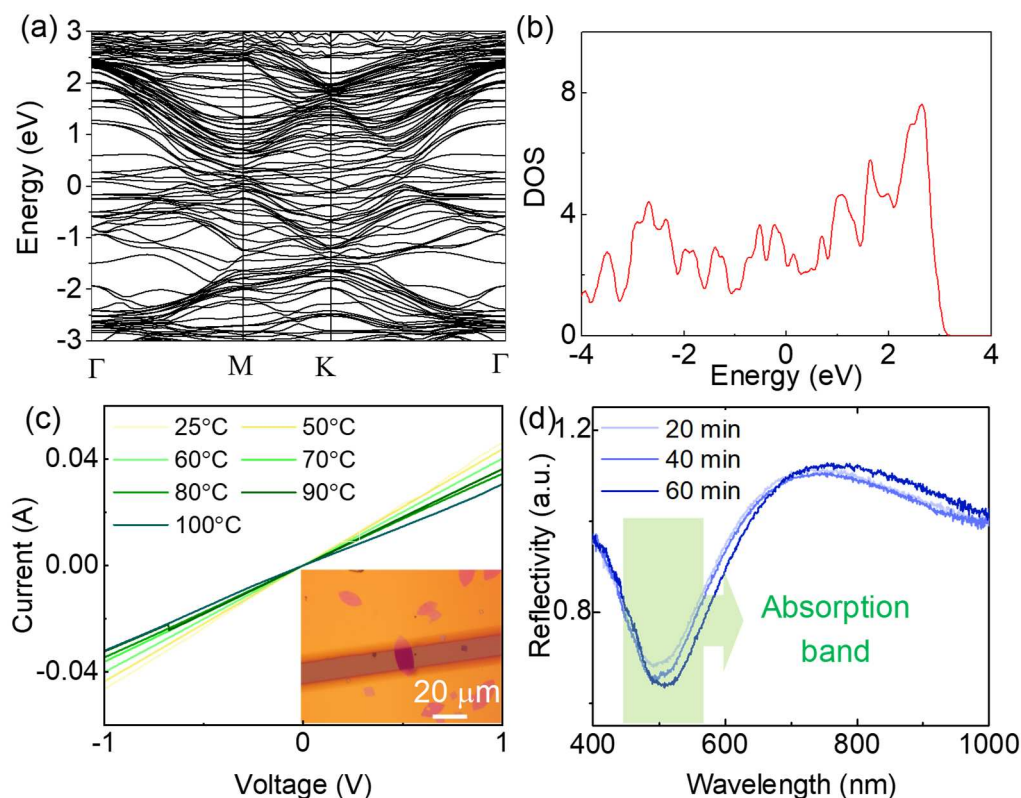 (a)
3
2
1
0
-1
-2
-3
Energy (eV)
Γ M K Γ
(b)
8
4
0
DOS
-4 -2 0 2 4
Energy (eV)
(c)
25°C 50°C
60°C 70°C
80°C 90°C
100°C
0.04
0.00
-0.04
Current (A)
20 μm
-1 0 1
Voltage (V)
(d)
20 min
40 min
60 min
1.2
0.8
Reflectivity (a.u.)
Absorption
band
400 600 800 1000
Wavelength (nm)